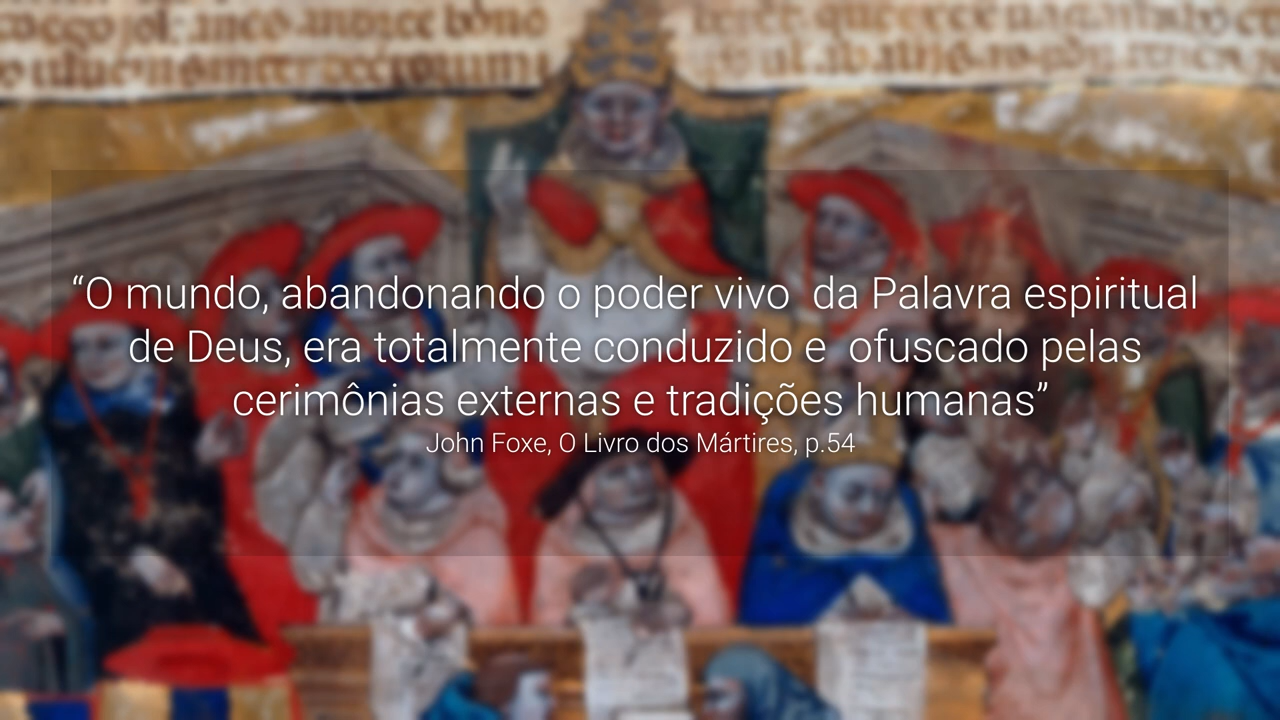 “O mundo, abandonando o poder vivo  da Palavra espiritual
de Deus, era totalmente conduzido e  ofuscado pelas
cerimônias externas e tradições humanas”
John Foxe, O Livro dos Mártires, p.54